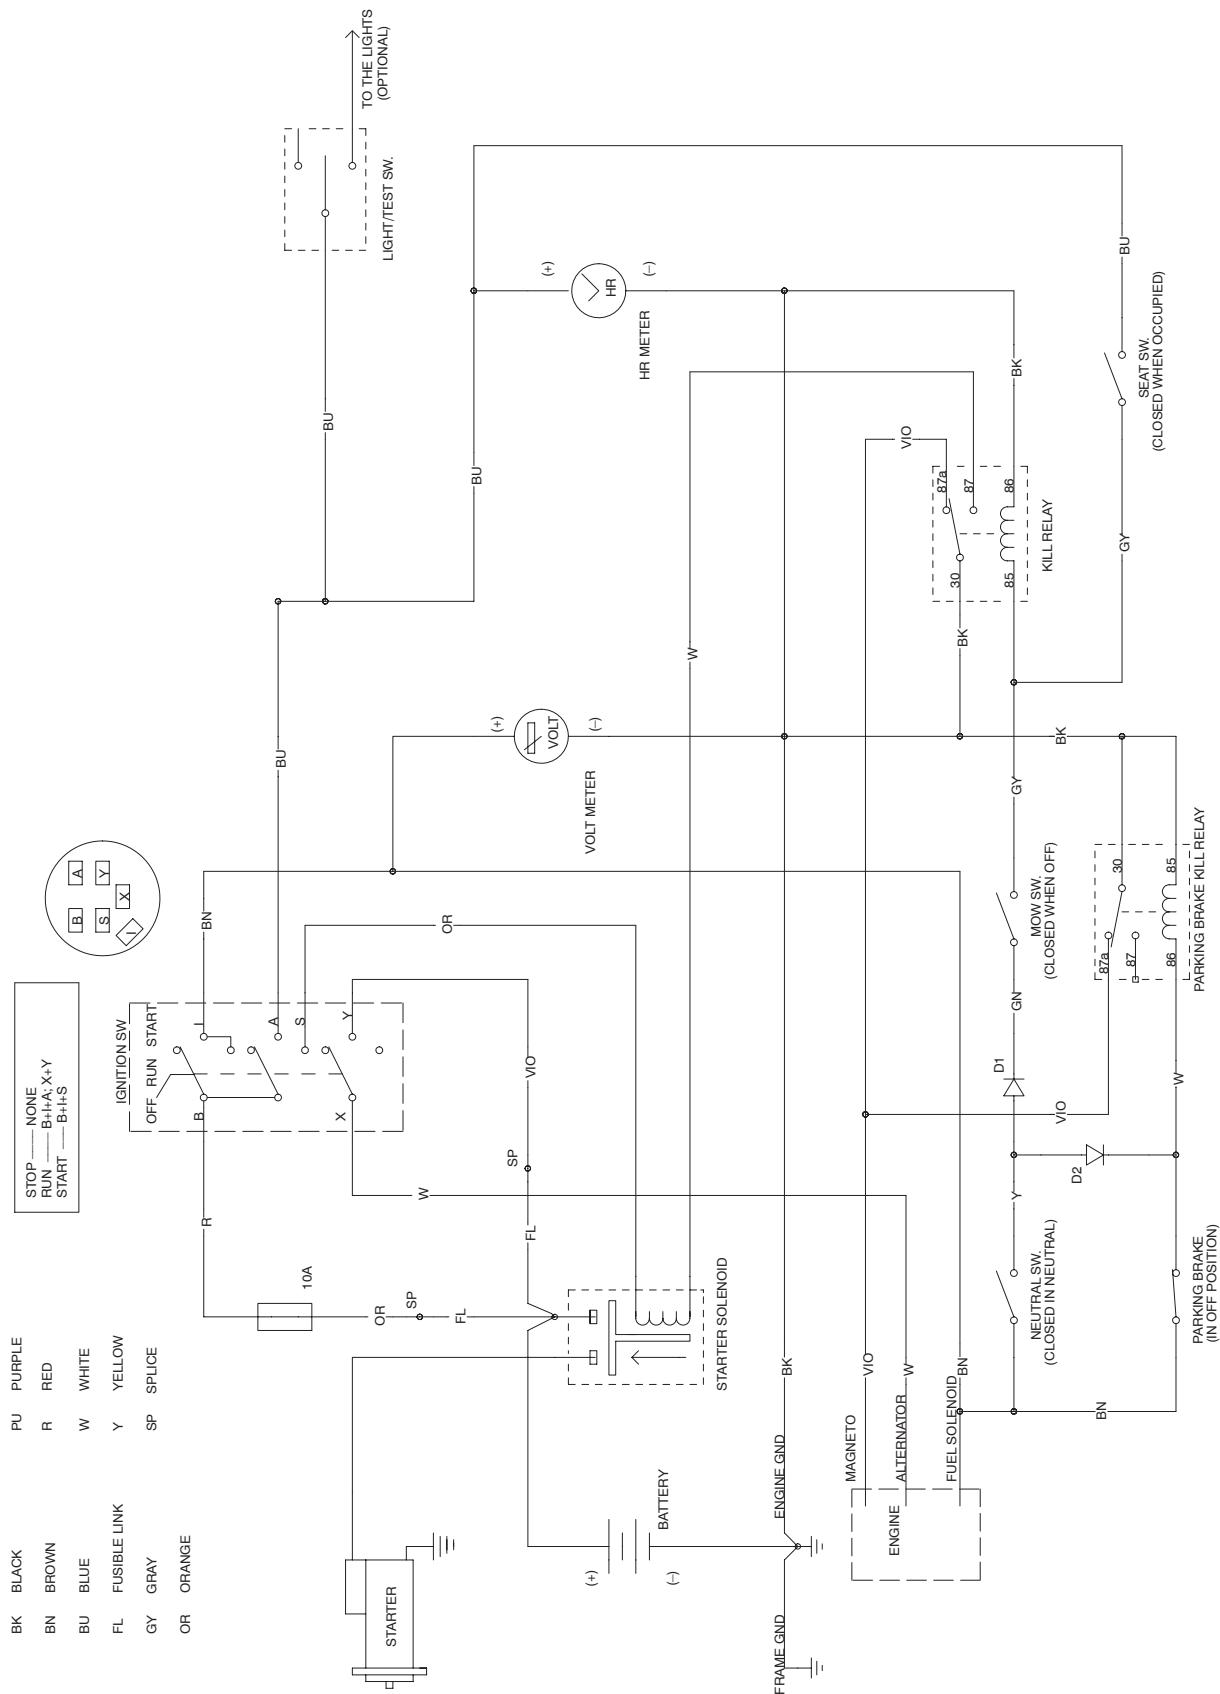 BK BLACK
BN BROWN
BU BLUE
FL FUSIBLE LINK
GY GRAY
OR ORANGE
PU PURPLE
R RED
W WHITE
Y YELLOW
SP SPLICE
STOP —— NONE
RUN —— B+I+A; X+Y
START —— B+I+S
B
A
S
Y
I
X
IGNITION SW
OFF RUN START
B
I
A
S
X
Y
BN
BU
OR
R
10A
OR
SP
FL
VIO
SP
FL
W
STARTER
STARTER SOLENOID
(+)
BATTERY
(–)
FRAME GND
ENGINE GND
BK
(+)
VOLT
(–)
VOLT METER
BU
BU
LIGHT/TEST SW.
TO THE LIGHTS
(OPTIONAL)
(+)
HR
(–)
HR METER
W
VIO
BK
BU
SEAT SW.
(CLOSED WHEN OCCUPIED)
GY
87a
87
86
30
85
KILL RELAY
BK
BK
GY
MOW SW.
(CLOSED WHEN OFF)
GN
D1
VIO
D2
Y
NEUTRAL SW.
(CLOSED IN NEUTRAL)
W
87a
87
86
30
85
PARKING BRAKE KILL RELAY
PARKING BRAKE
(IN OFF POSITION)
BN
ENGINE
MAGNETO
VIO
ALTERNATOR
W
FUEL SOLENOID
BN